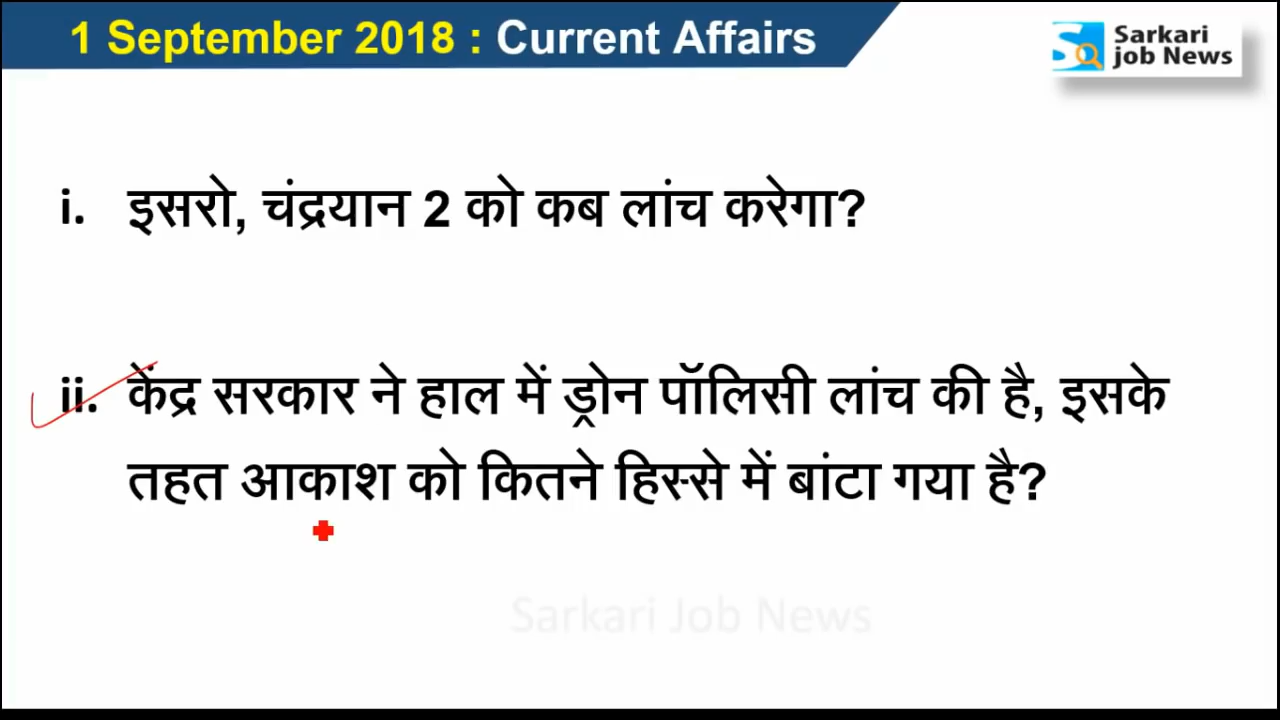 1 September 2018 : Current Affairs
Sarkari
job News
i. इसरो, चंद्रयान 2 को कब लांच करेगा?
ii. केंद्र सरकार ने हाल में ड्रोन पॉलिसी लांच की है, इसके
तहत आकाश को कितने हिस्से में बांटा गया है?
Sarkari Job News